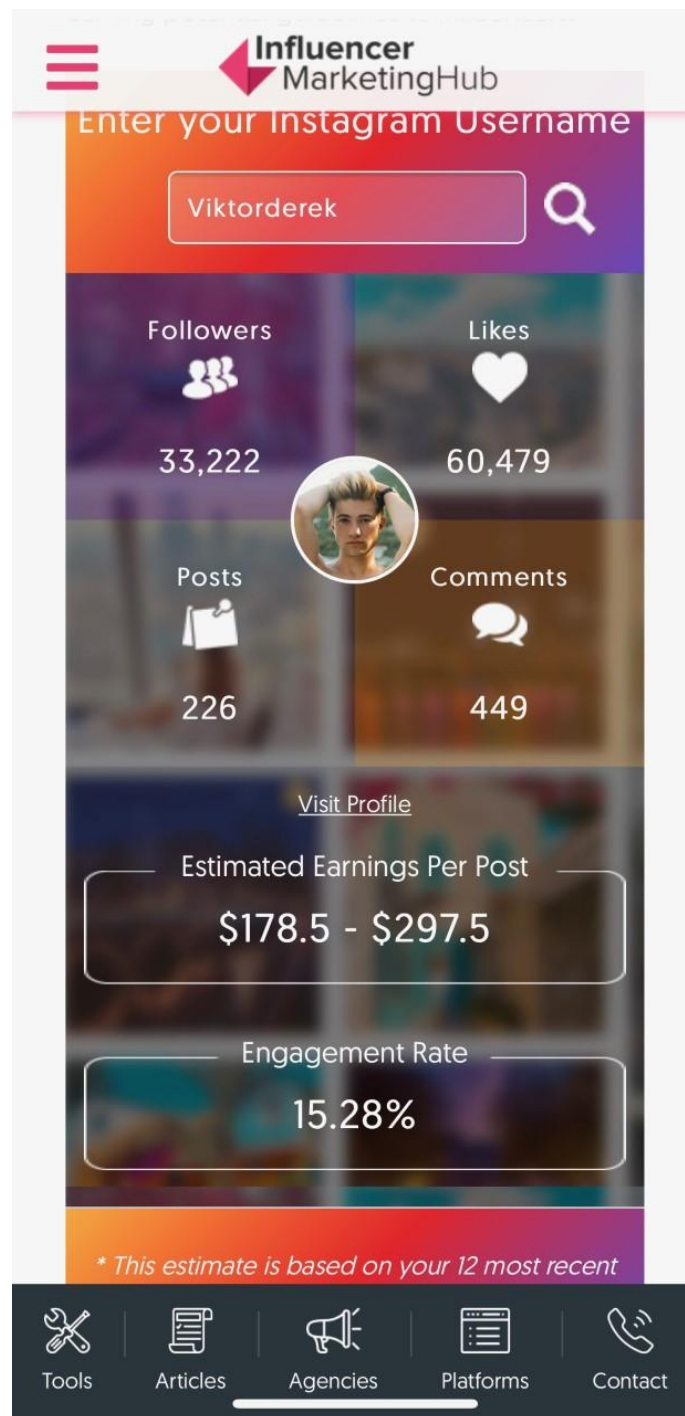 Influencer
MarketingHub
Enter your Instagram Username
Viktorderek
Followers
Likes
33,222
60,479
Posts
Comments
226
449
Visit Profile
Estimated Earnings Per Post
$178.5 - $297.5
Engagement Rate
15.28%
* This estimate is based on your 12 most recent
Tools
Articles
Agencies
Platforms
Contact